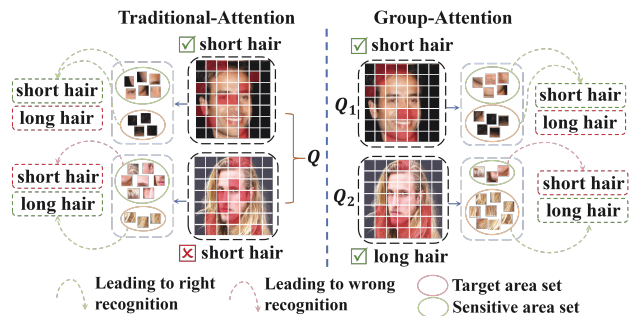 Traditional-Attention
Group-Attention
short hair
short hair
short hair
long hair
Q₁
short hair
long hair
Q
short hair
long hair
Q₂
short hair
long hair
short hair
long hair
Leading to right
recognition
Leading to wrong
recognition
Target area set
Sensitive area set